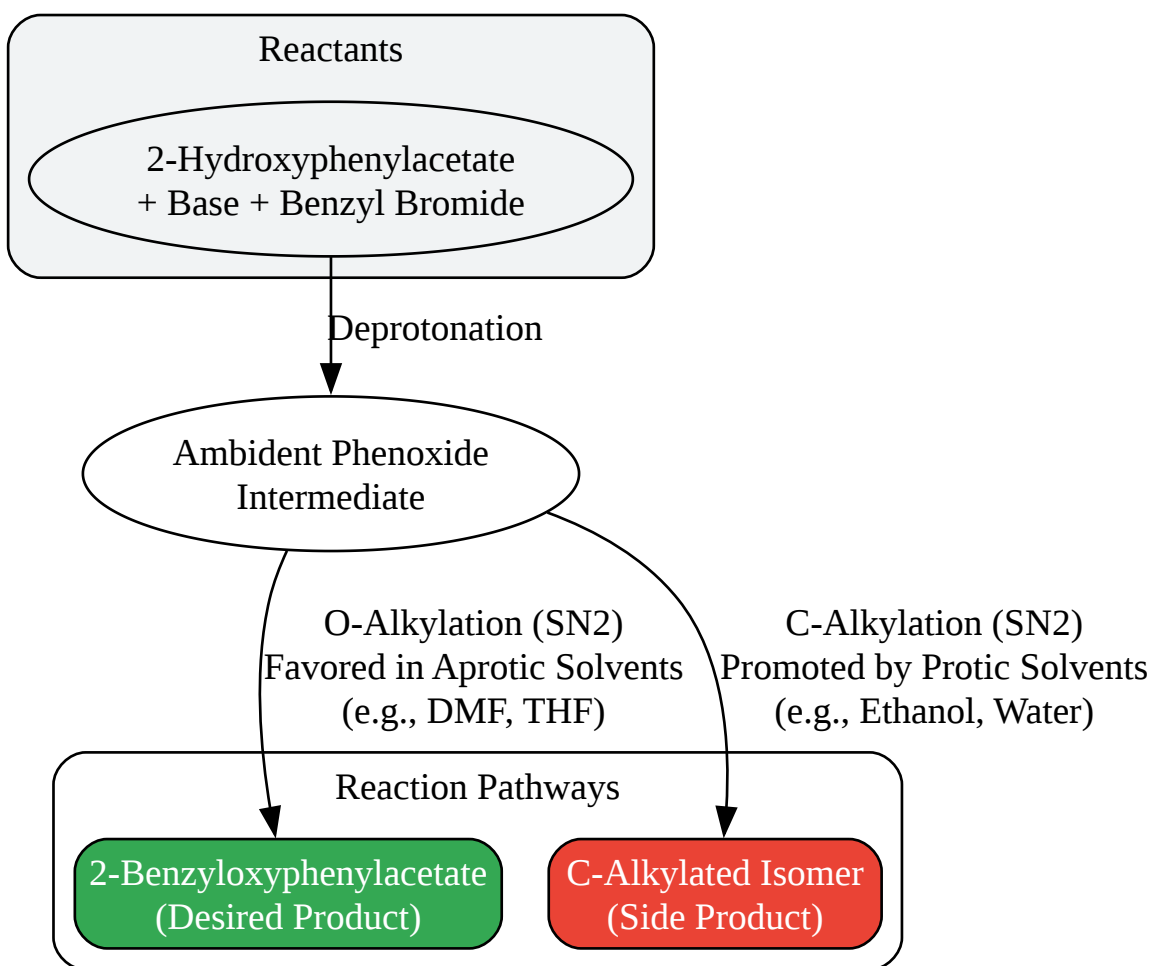 Reactants
2-Hydroxyphenylacetate
+ Base + Benzyl Bromide
Deprotonation
Ambident Phenoxide
Intermediate
O-Alkylation (SN2)
Favored in Aprotic Solvents
(e.g., DMF, THF)
C-Alkylation (SN2)
Promoted by Protic Solvents
(e.g., Ethanol, Water)
Reaction Pathways
2-Benzyloxyphenylacetate
(Desired Product)
C-Alkylated Isomer
(Side Product)